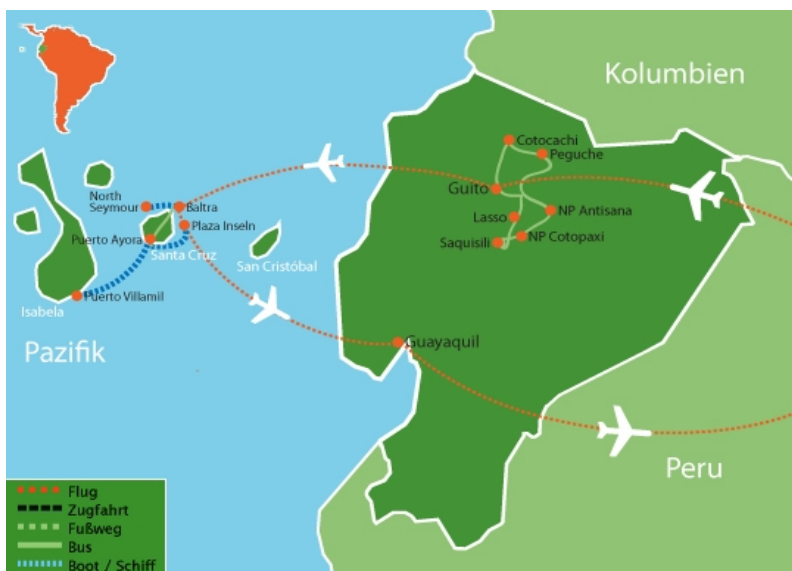 Kolumbien
Cotocachi
Peguche
Guito
North
Seymour
Baltra
NP Antisana
Lasso
Plaza Inseln
Puerto Ayora
Saquisili
NP Cotopaxi
Santa Cruz
San Cristóbal
Puerto Villamil
Isabela
Guayaquil
Pazifik
Peru
Flug
Zugfahrt
Fußweg
Bus
Boot / Schiff